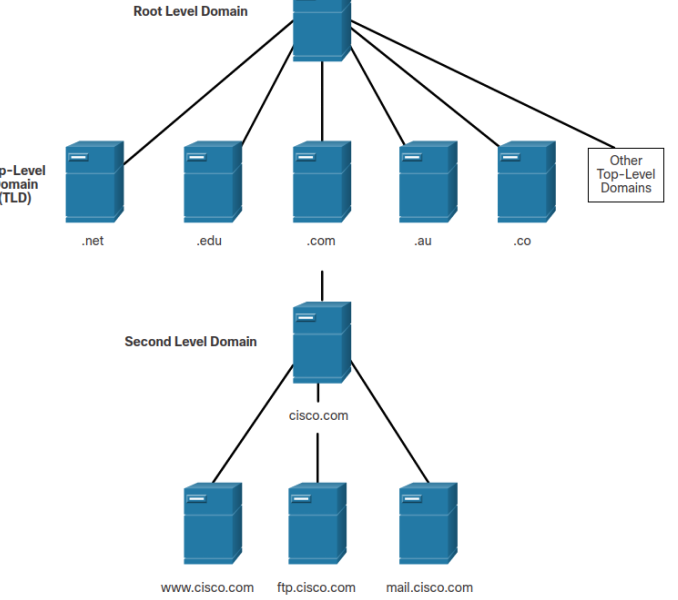 Root Level Domain
p-Level
omain
(TLD)
Other
Top-Level
Domains
.net
.edu
.com
.au
.co
Second Level Domain
cisco.com
www.cisco.com
ftp.cisco.com
mail.cisco.com